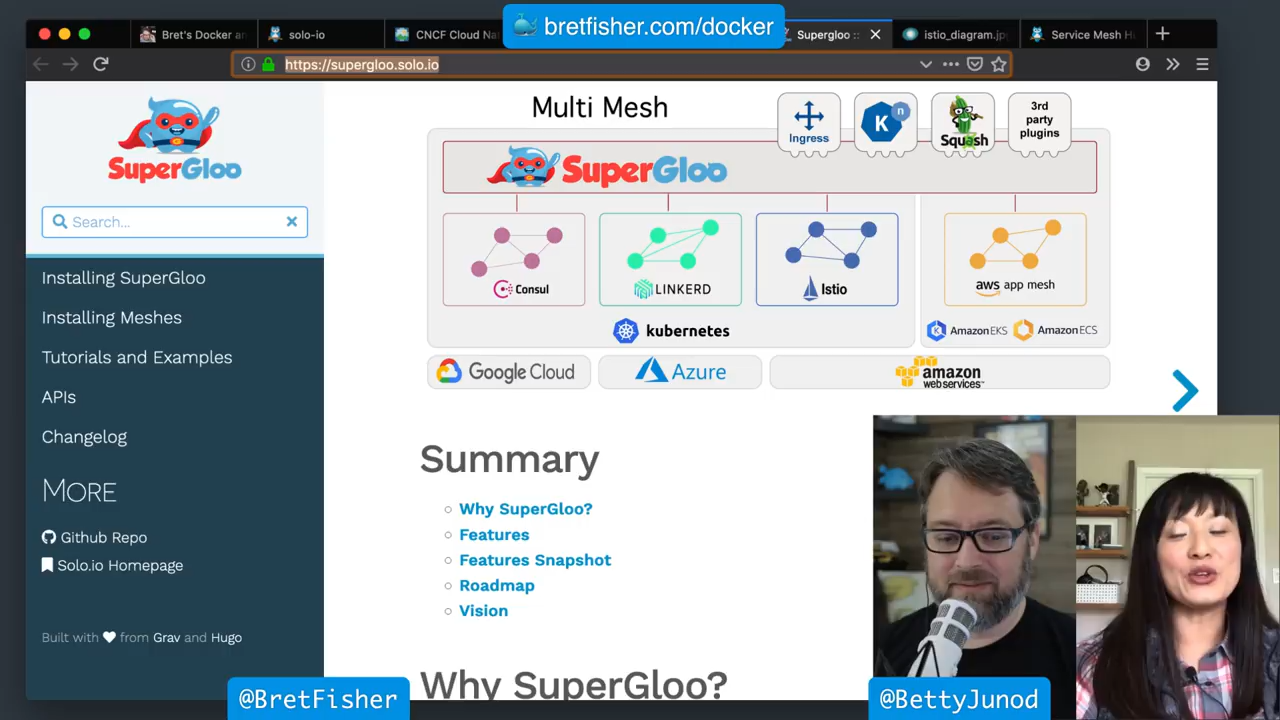 bretfisher.com/docker
Bret's Docker an
solo-io
CNCF Cloud Na
Supergloo ::
istio_diagram.jp
Service Mesh H
https://supergloo.solo.io
SuperGloo
Search...
Installing SuperGloo
Installing Meshes
Tutorials and Examples
APIs
Changelog
MORE
Github Repo
Solo.io Homepage
Built with from Grav and Hugo
Multi Mesh
Ingress
K n
Squash
3rd
party
plugins
SuperGloo
Consul
LINKERD
Istio
aws app mesh
kubernetes
Amazon EKS
Amazon ECS
Google Cloud
Azure
amazon
web services™
Summary
Why SuperGloo?
Features
Features Snapshot
Roadmap
Vision
Why SuperGloo?
@BretFisher
@BettyJunod